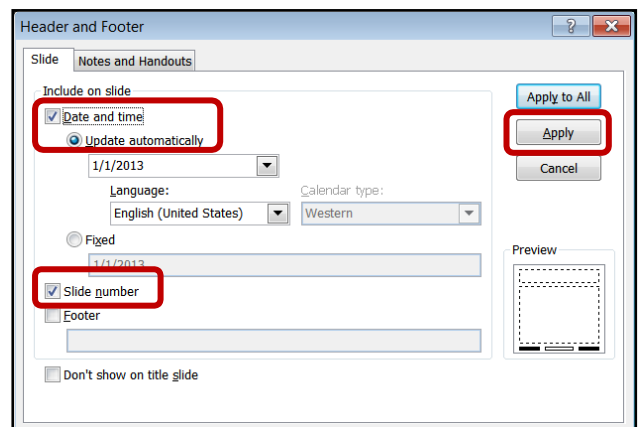 Header and Footer
Slide Notes and Handouts
Include on slide
Date and time
Update automatically
1/1/2013
Language: Calendar type:
English (United States) Western
Fixed
1/1/2013
Slide number
Footer
Don't show on title slide
Apply to All
Apply
Cancel
Preview